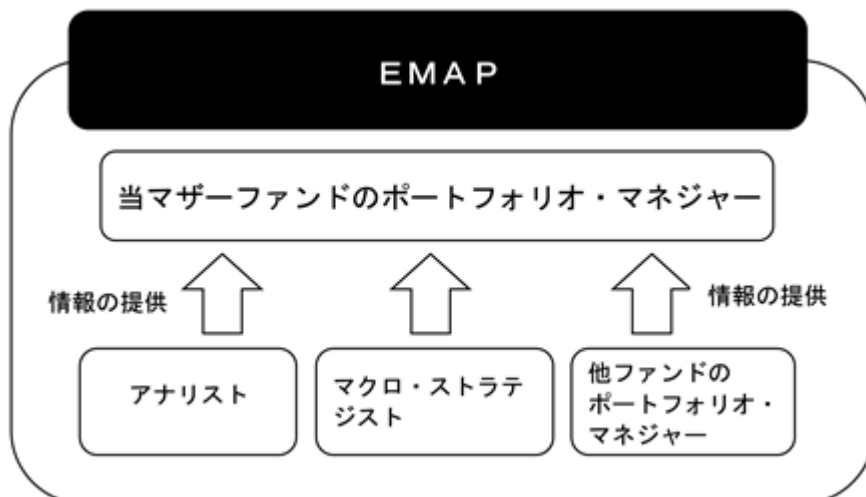 ＥＭＡＰ
当マザーファンドのポートフォリオ・マネジャー
情報の提供
情報の提供
アナリスト
マクロ・ストラテ
ジスト
他ファンドの
ポートフォリオ・
マネジャー